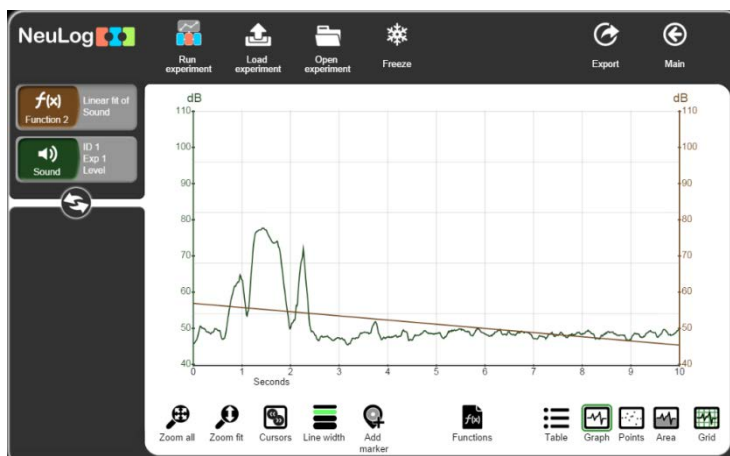 NeuLog
Run
experiment
Load
experiment
Open
experiment
Freeze
Export
Main
f(x)
Function 2
Linear fit of
Sound
Sound
ID 1
Exp 1
Level
dB
dB
110
110
100
100
90
90
80
80
70
70
60
60
50
50
40
40
0 1 2 3 4 5 6 7 8 9 10
Seconds
Zoom all
Zoom fit
Cursors
Line width
Add
marker
f(x)
Functions
Table
Graph
Points
Area
Grid